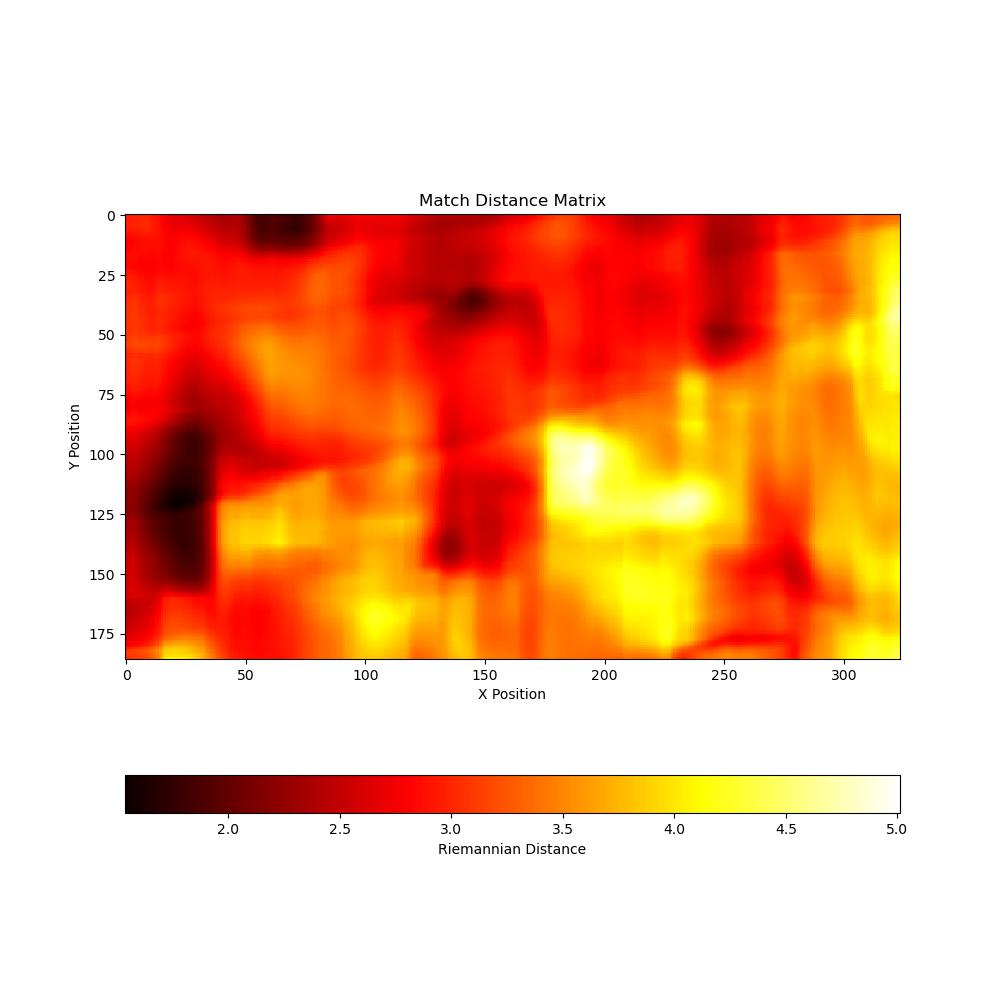 Match Distance Matrix
0
25
50
75
100
125
150
175
Y Position
0 50 100 150 200 250 300
X Position
2.0 2.5 3.0 3.5 4.0 4.5 5.0
Riemannian Distance